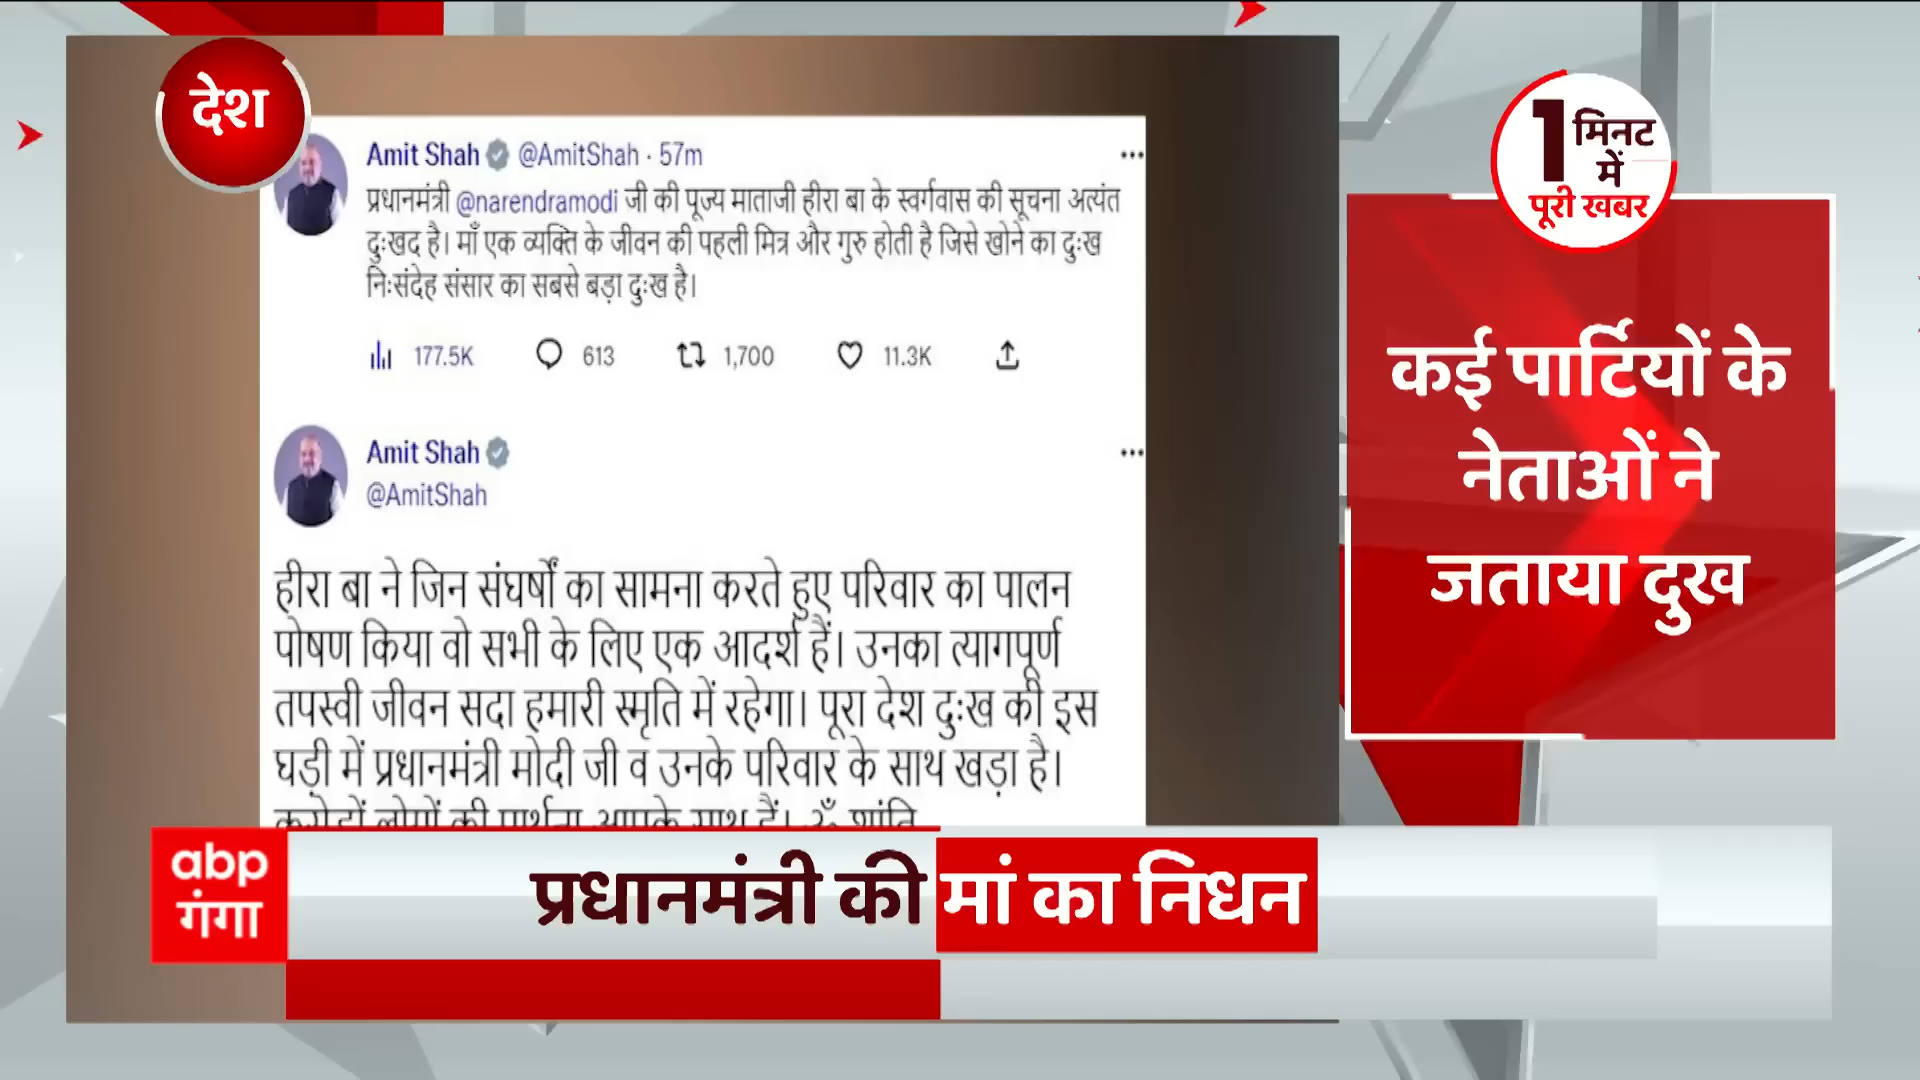 देश
Amit Shah @AmitShah · 57m
प्रधानमंत्री @narendramodi जी की पूज्य माताजी हीरा बा के स्वर्गवास की सूचना अत्यंत
दुःखद है। माँ एक व्यक्ति के जीवन की पहली मित्र और गुरु होती है जिसे खोने का दुःख
निःसंदेह संसार का सबसे बड़ा दुःख है।
177.5K 613 1,700 11.3K
Amit Shah
@AmitShah
हीरा बा ने जिन संघर्षों का सामना करते हुए परिवार का पालन
पोषण किया वो सभी के लिए एक आदर्श हैं। उनका त्यागपूर्ण
तपस्वी जीवन सदा हमारी स्मृति में रहेगा। पूरा देश दुःख की इस
घड़ी में प्रधानमंत्री मोदी जी व उनके परिवार के साथ खड़ा है।
करोड़ों लोगों की प्रार्थना आपके साथ हैं। ॐ शांति
1 मिनट
में
पूरी खबर
कई पार्टियों के
नेताओं ने
जताया दुख
abp
गंगा
प्रधानमंत्री की मां का निधन